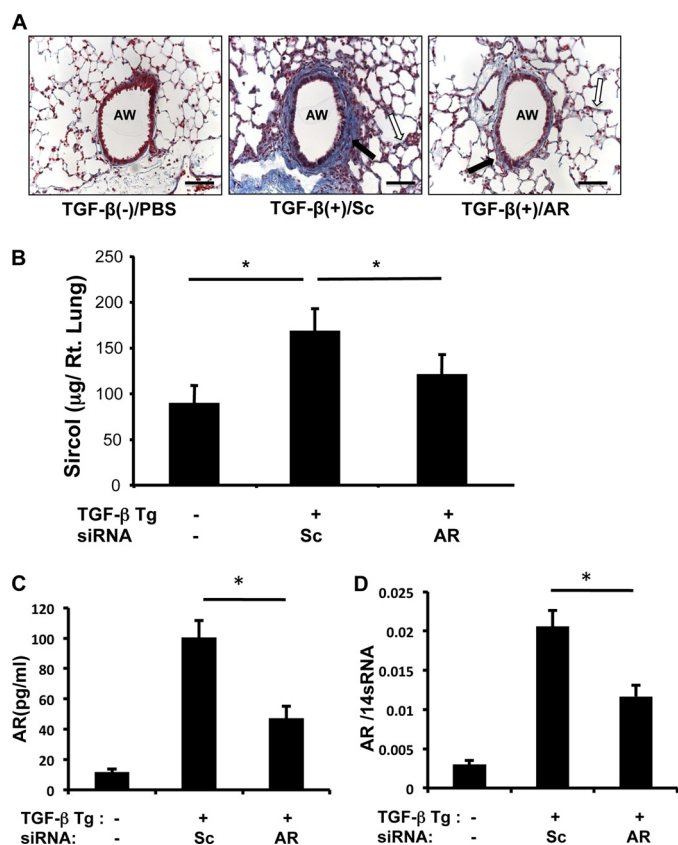 A
AW AW AW
TGF-β(-)/PBS TGF-β(+)/Sc TGF-β(+)/AR
B
Sircol (µg/ Rt. Lung)
250
200
150
100
50
0
* *
TGF-β Tg - + +
siRNA - Sc AR
C
AR(pg/ml)
120
100
80
60
40
20
0
*
TGF-β Tg : - + +
siRNA: - Sc AR
D
AR /14sRNA
0.025
0.02
0.015
0.01
0.005
0
*
TGF-β Tg : - + +
siRNA: - Sc AR